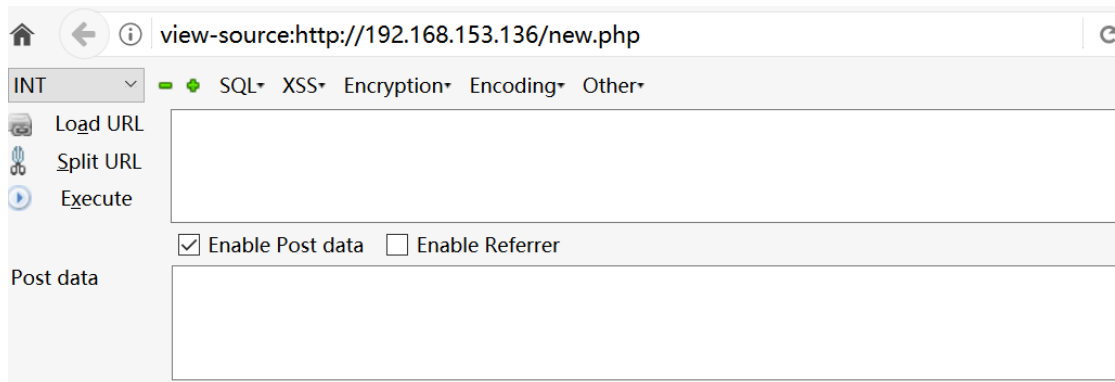 view-source:http://192.168.153.136/new.php
INT SQL XSS Encryption Encoding Other
Load URL
Split URL
Execute
Enable Post data Enable Referrer
Post data